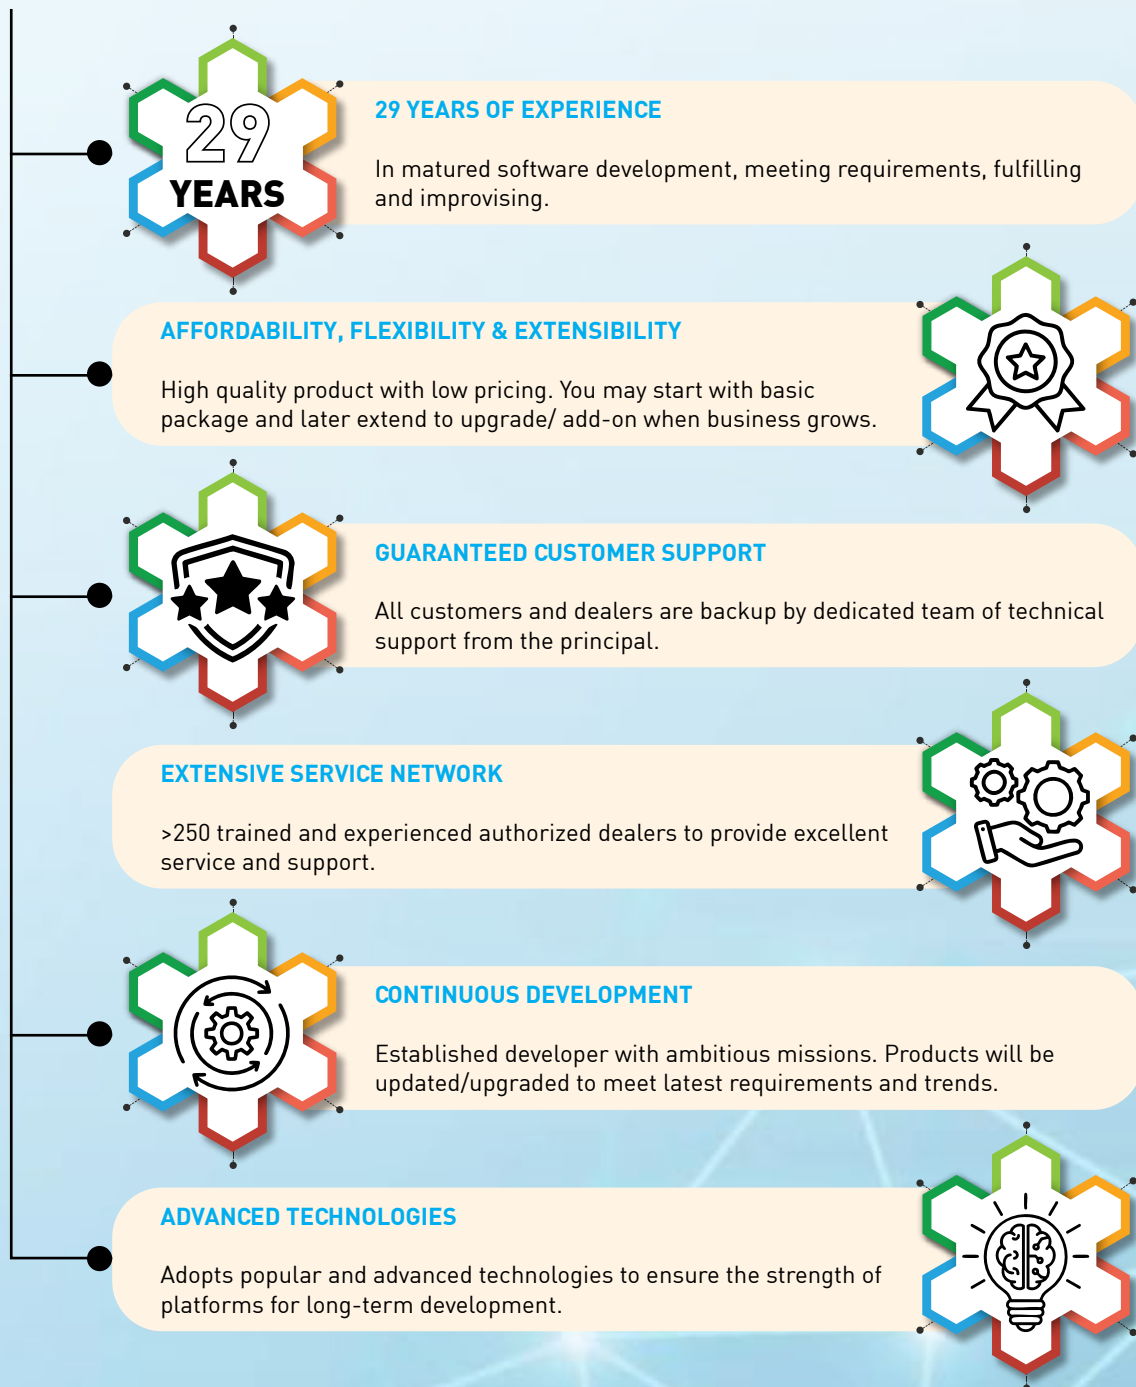 29
YEARS
29 YEARS OF EXPERIENCE
In matured software development, meeting requirements, fulfilling
and improvising.
AFFORDABILITY, FLEXIBILITY & EXTENSIBILITY
High quality product with low pricing. You may start with basic
package and later extend to upgrade/ add-on when business grows.
GUARANTEED CUSTOMER SUPPORT
All customers and dealers are backup by dedicated team of technical
support from the principal.
EXTENSIVE SERVICE NETWORK
>250 trained and experienced authorized dealers to provide excellent
service and support.
CONTINUOUS DEVELOPMENT
Established developer with ambitious missions. Products will be
updated/upgraded to meet latest requirements and trends.
ADVANCED TECHNOLOGIES
Adopts popular and advanced technologies to ensure the strength of
platforms for long-term development.